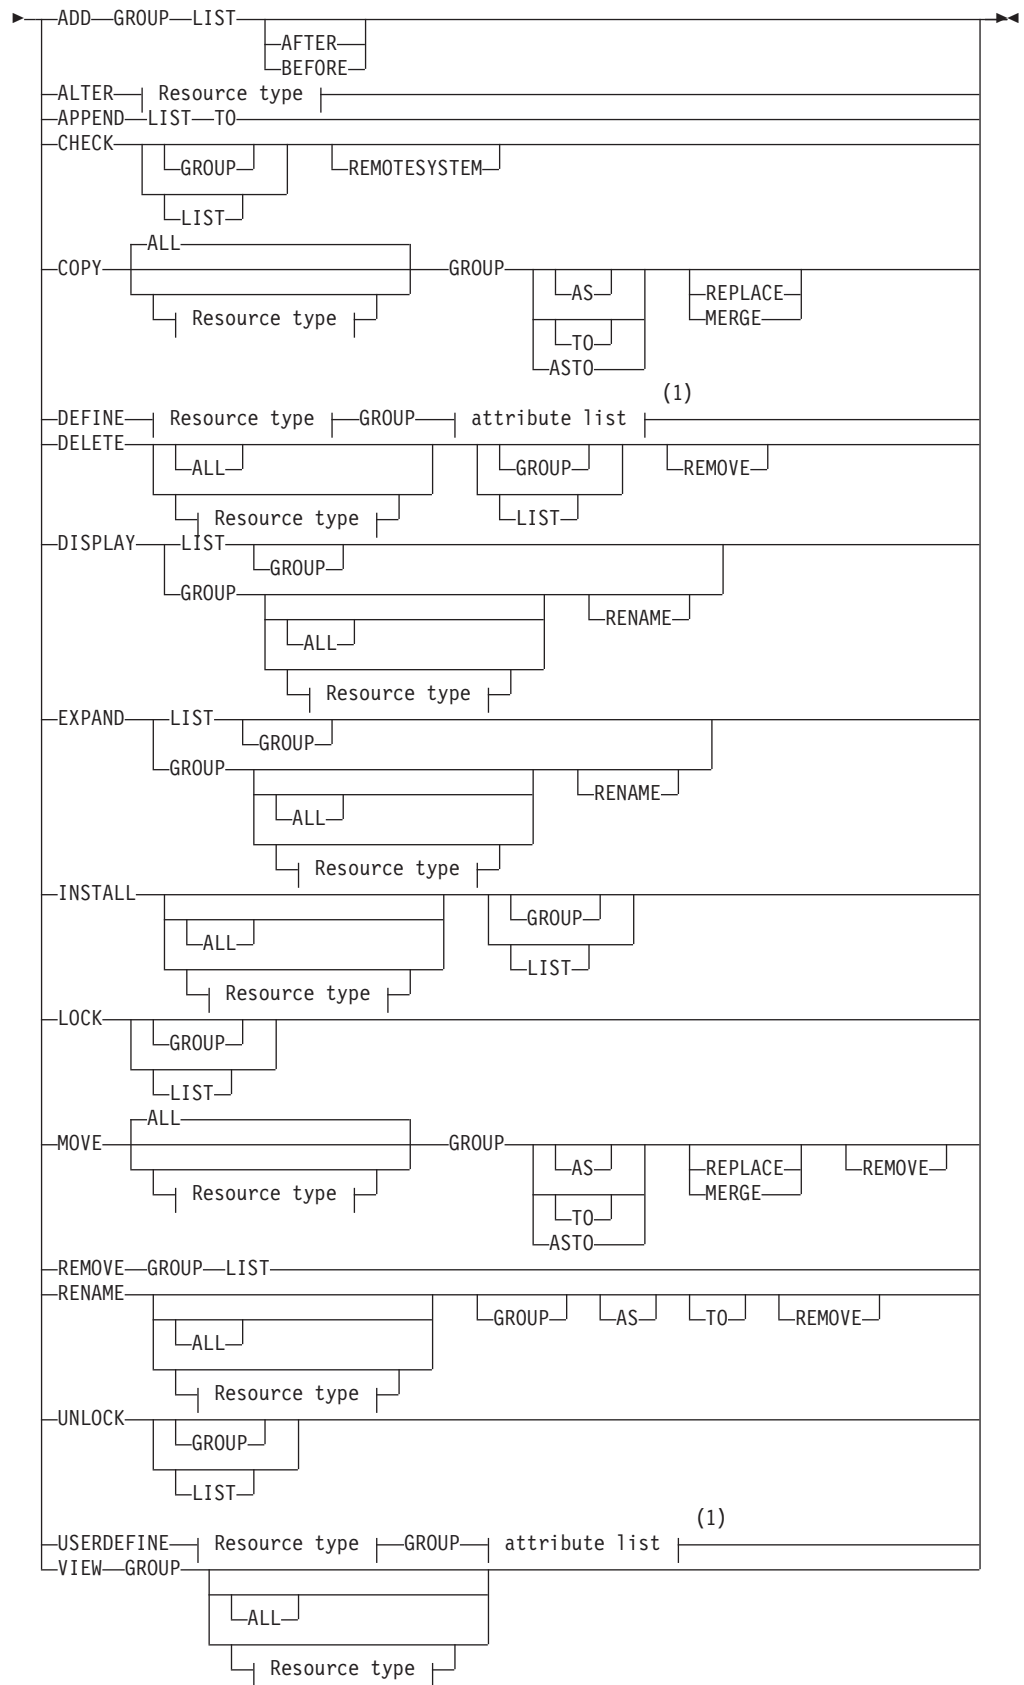 ADD GROUP LIST
AFTER
BEFORE
ALTER Resource type
APPEND LIST TO
CHECK
GROUP REMOTESYSTEM
LIST
ALL
COPY GROUP
AS REPLACE
Resource type MERGE
TO
ASTO
(1)
DEFINE Resource type GROUP attribute list
DELETE
ALL GROUP REMOVE
Resource type LIST
DISPLAY LIST
GROUP
GROUP
RENAME
ALL
Resource type
EXPAND LIST
GROUP
GROUP
RENAME
ALL
Resource type
INSTALL
GROUP
ALL
LIST
Resource type
LOCK
GROUP
LIST
ALL
MOVE GROUP
AS REPLACE REMOVE
Resource type MERGE
TO
ASTO
REMOVE GROUP LIST
RENAME
GROUP AS TO REMOVE
ALL
Resource type
UNLOCK
GROUP
LIST
(1)
USERDEFINE Resource type GROUP attribute list
VIEW GROUP
ALL
Resource type